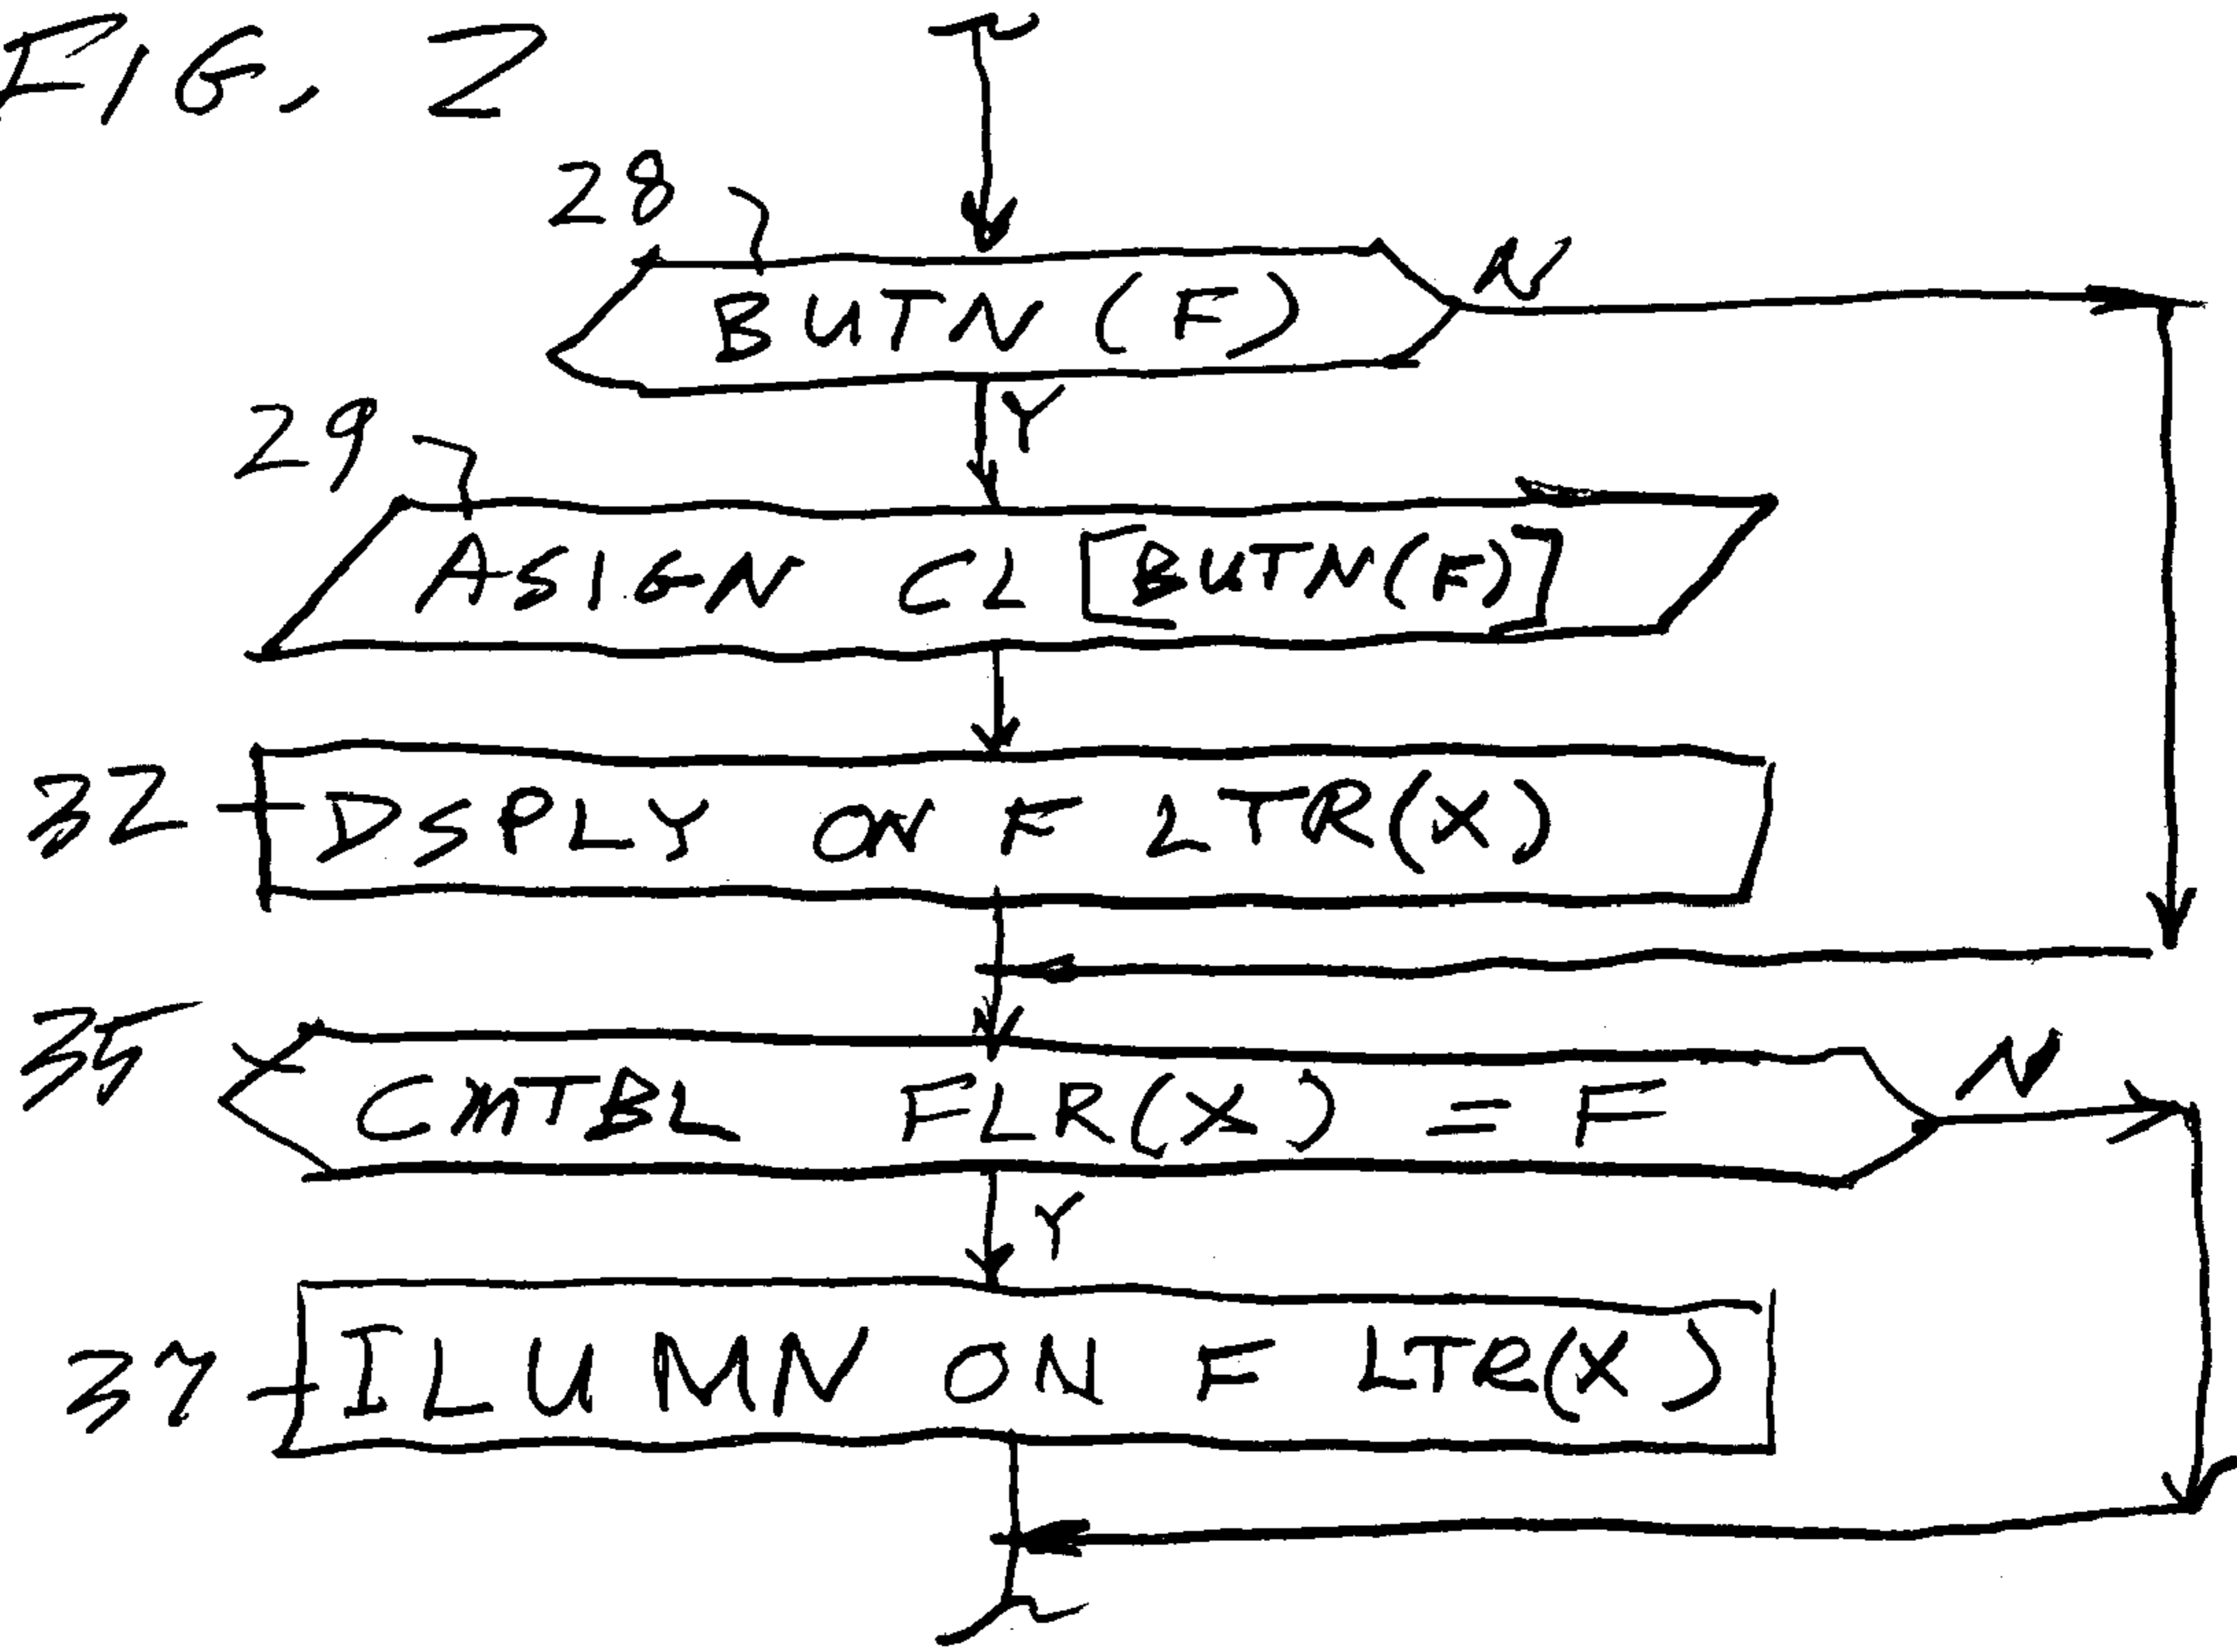 FIG. 2
28
BUTN (F)
N
Y
29
ASIGN CL [BUTN(F)]
32
DSPLY ON F LTR(X)
35
CMTBL FLR(X) = F
N
Y
37
ILUMN ON F LTR(X)